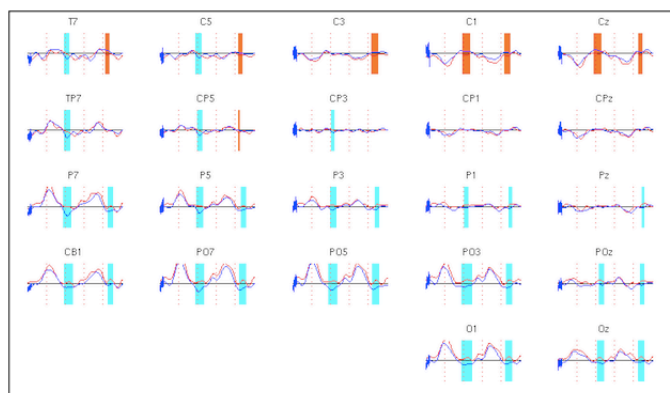 T7 C5 C3 C1 Cz
TP7 CP5 CP3 CP1 CPz
P7 P5 P3 P1 Pz
CB1 PO7 PO5 PO3 POz
O1 Oz